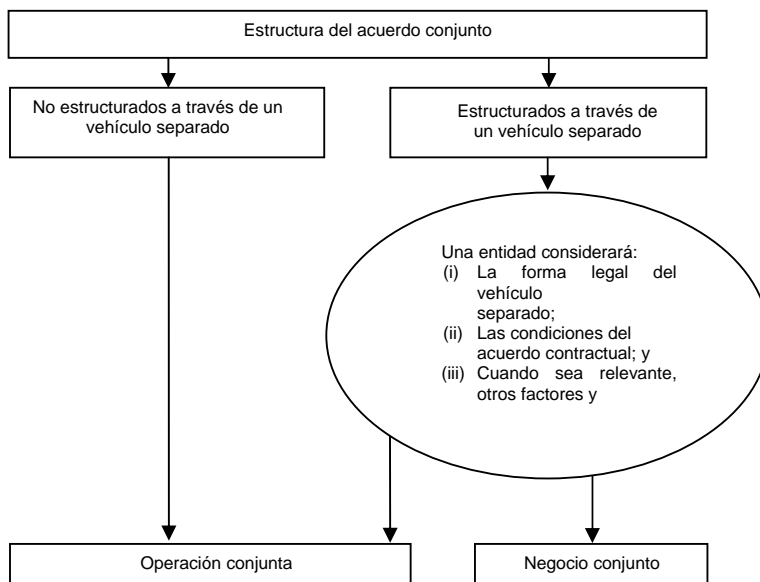 Estructura del acuerdo conjunto
No estructurados a través de un
vehículo separado
Estructurados a través de
un vehículo separado
Una entidad considerará:
(i) La forma legal del
vehículo
separado;
(ii) Las condiciones del
acuerdo contractual; y
(iii) Cuando sea relevante,
otros factores y
Operación conjunta
Negocio conjunto